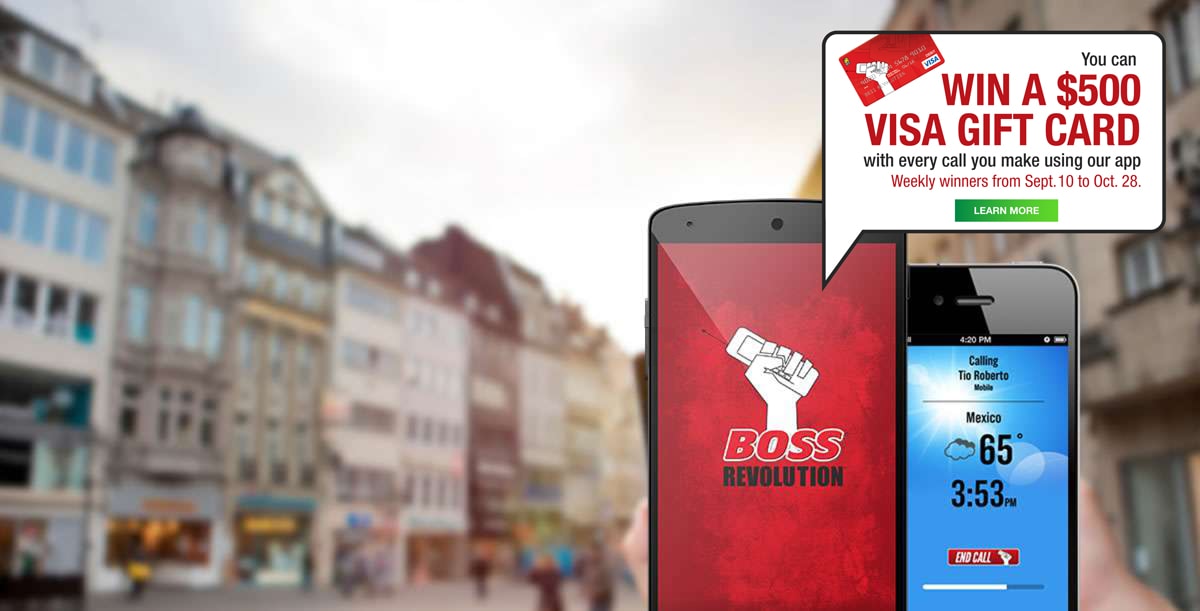 You can
WIN A $500
VISA GIFT CARD
with every call you make using our app
Weekly winners from Sept.10 to Oct. 28.
LEARN MORE
VISA
BOSS
REVOLUTION
4:20 PM
Calling
Tio Roberto
Mobile
Mexico
65°
3:53PM
END CALL